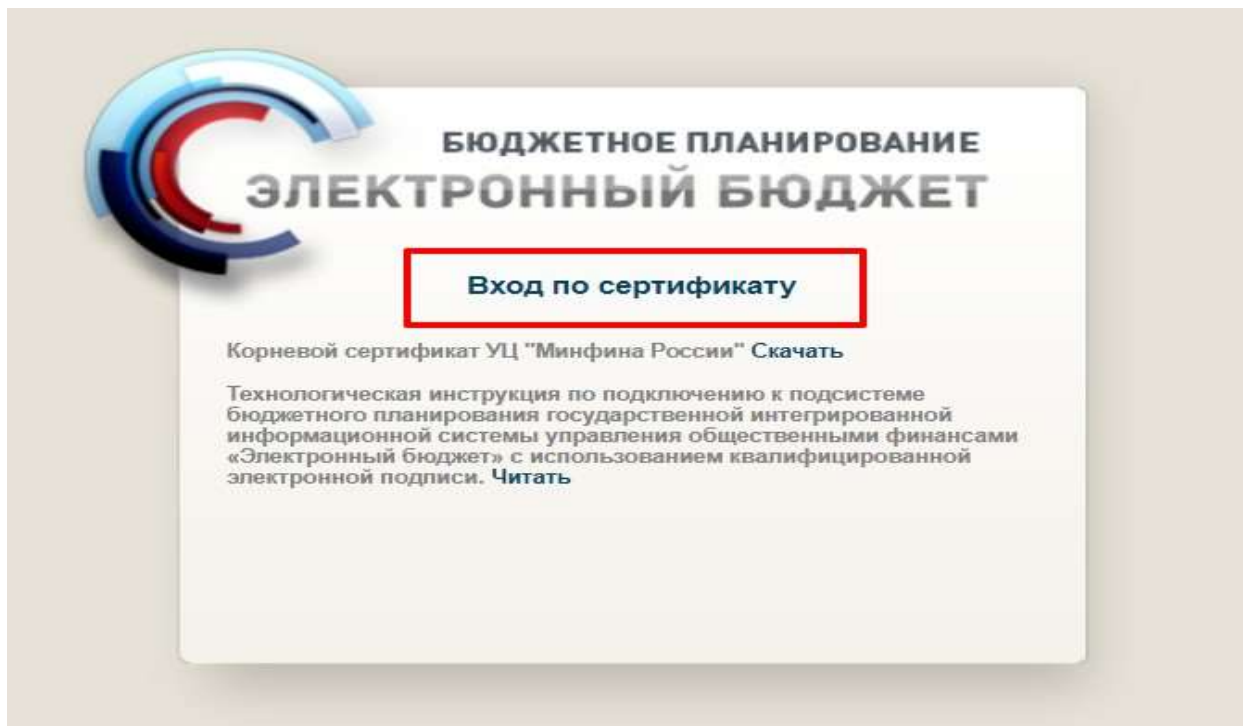 БЮДЖЕТНОЕ ПЛАНИРОВАНИЕ
ЭЛЕКТРОННЫЙ БЮДЖЕТ
Вход по сертификату
Корневой сертификат УЦ "Минфина России" Скачать
Технологическая инструкция по подключению к подсистеме
бюджетного планирования государственной интегрированной
информационной системы управления общественными финансами
«Электронный бюджет» с использованием квалифицированной
электронной подписи. Читать